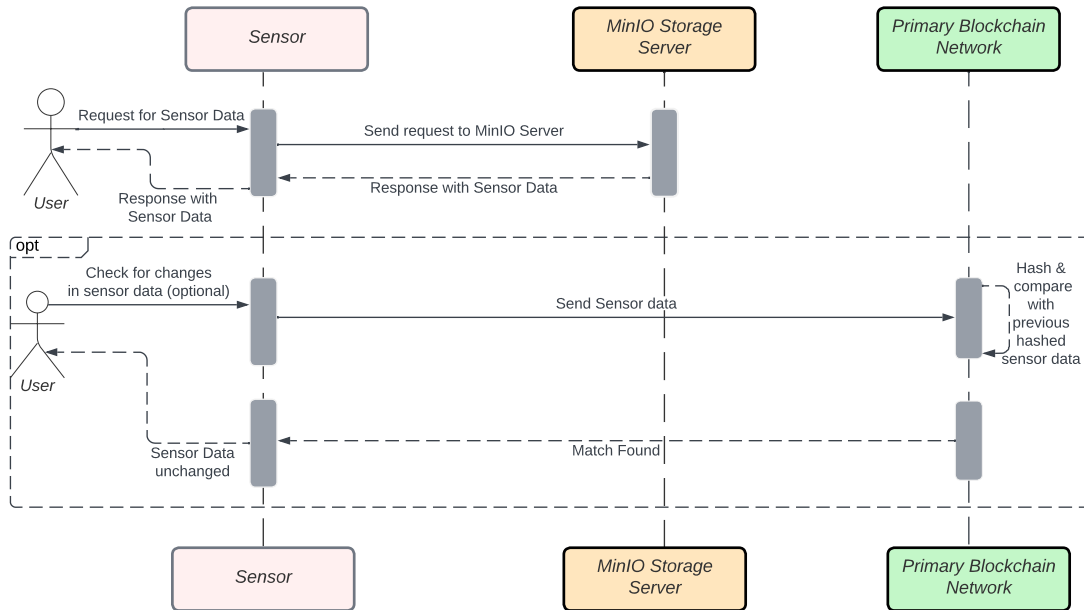 Sensor
MinIO Storage
Server
Primary Blockchain
Network
Request for Sensor Data
Send request to MinIO Server
Response with Sensor Data
Response with
Sensor Data
User
opt
Check for changes
in sensor data (optional)
Send Sensor data
Hash &
compare
with
previous
hashed
sensor data
User
Sensor Data
unchanged
Match Found
Sensor
MinIO Storage
Server
Primary Blockchain
Network